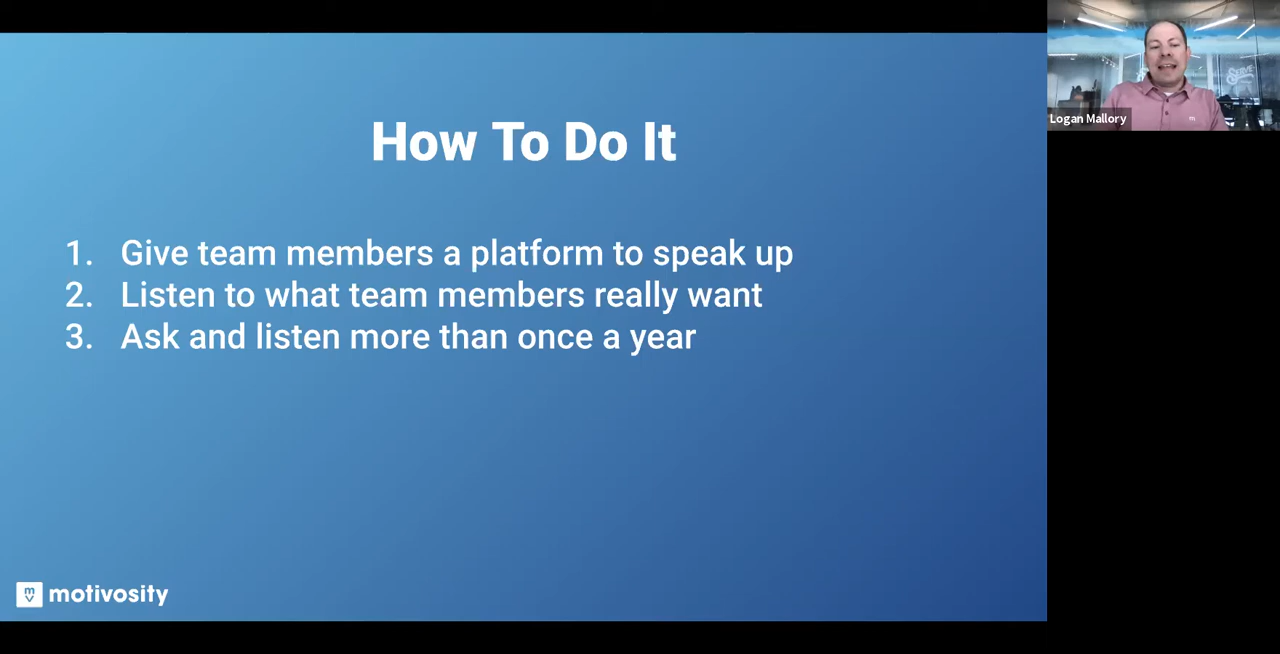 How To Do It
1. Give team members a platform to speak up
2. Listen to what team members really want
3. Ask and listen more than once a year
motivosity
Logan Mallory